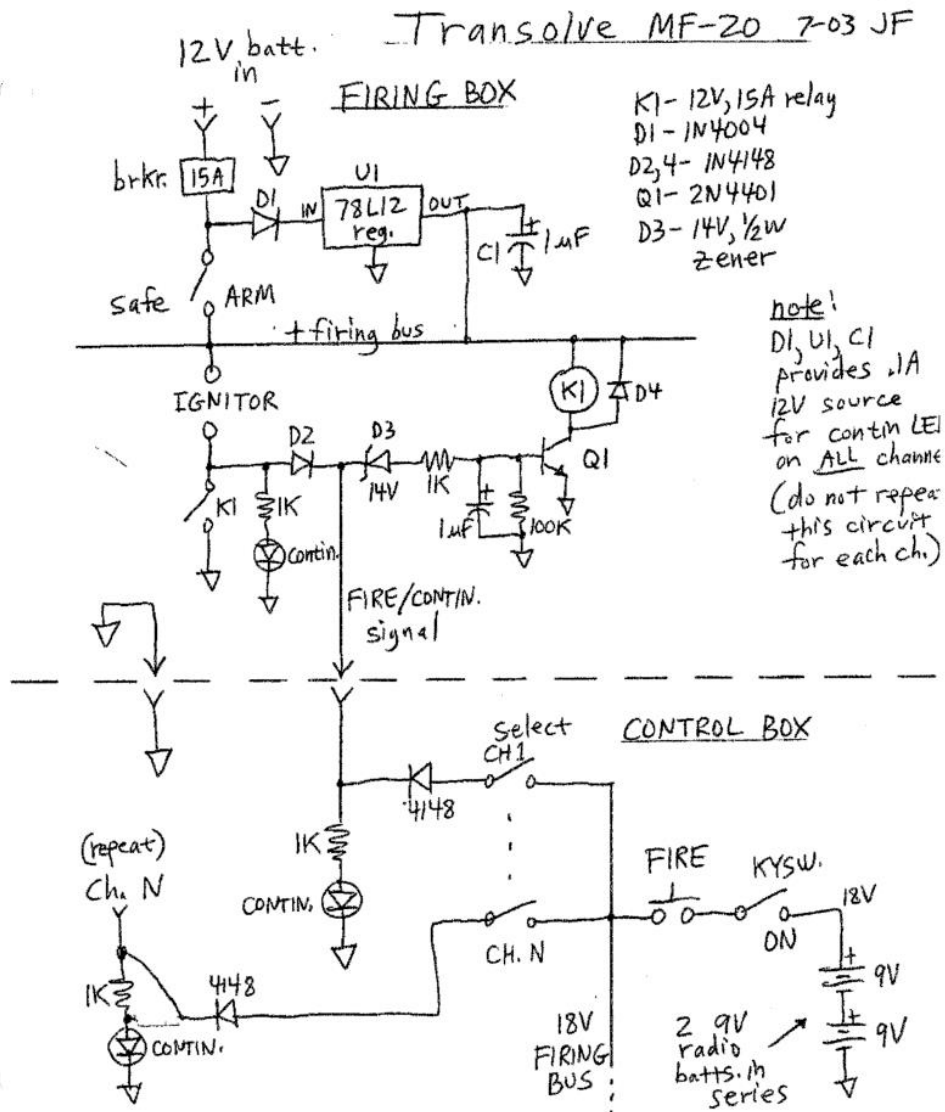 Transolve MF-20 7-03 JF
12V batt.
in
FIRING BOX
+
-
brkr.
15A
D1
IN
U1
78L12
reg.
OUT
+
C1
1uF
K1- 12V, 15A relay
D1- 1N4004
D2,4- 1N4148
Q1- 2N4401
D3- 14V, 1/2W
Zener
Safe
ARM
+ firing bus
note!
D1, U1, C1
provides .1A
12V source
for contin LE
on ALL channe
(do not repea
this circuit
for each ch.)
IGNITOR
K1
D4
D2
D3
14V
1K
Q1
K1
1K
Contin.
+
1uF
100K
FIRE/CONTIN.
signal
CONTROL BOX
Select
CH1
4148
1K
CONTIN.
(repeat)
Ch. N
1K
4148
CONTIN.
CH. N
FIRE
KYSW.
ON
18V
+
9V
+
9V
18V
FIRING
BUS
2 9V
radio
batts. in
series